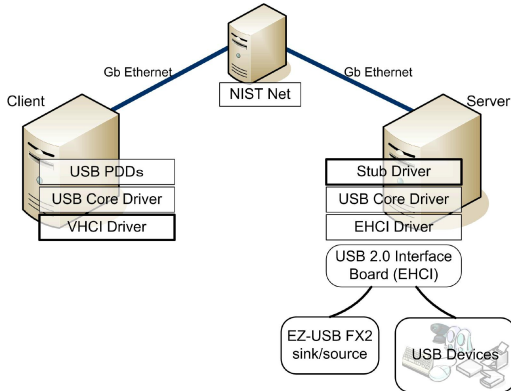 Gb Ethernet
Gb Ethernet
NIST Net
Client
Server
USB PDDs
USB Core Driver
VHCI Driver
Stub Driver
USB Core Driver
EHCI Driver
USB 2.0 Interface
Board (EHCI)
EZ-USB FX2
sink/source
USB Devices